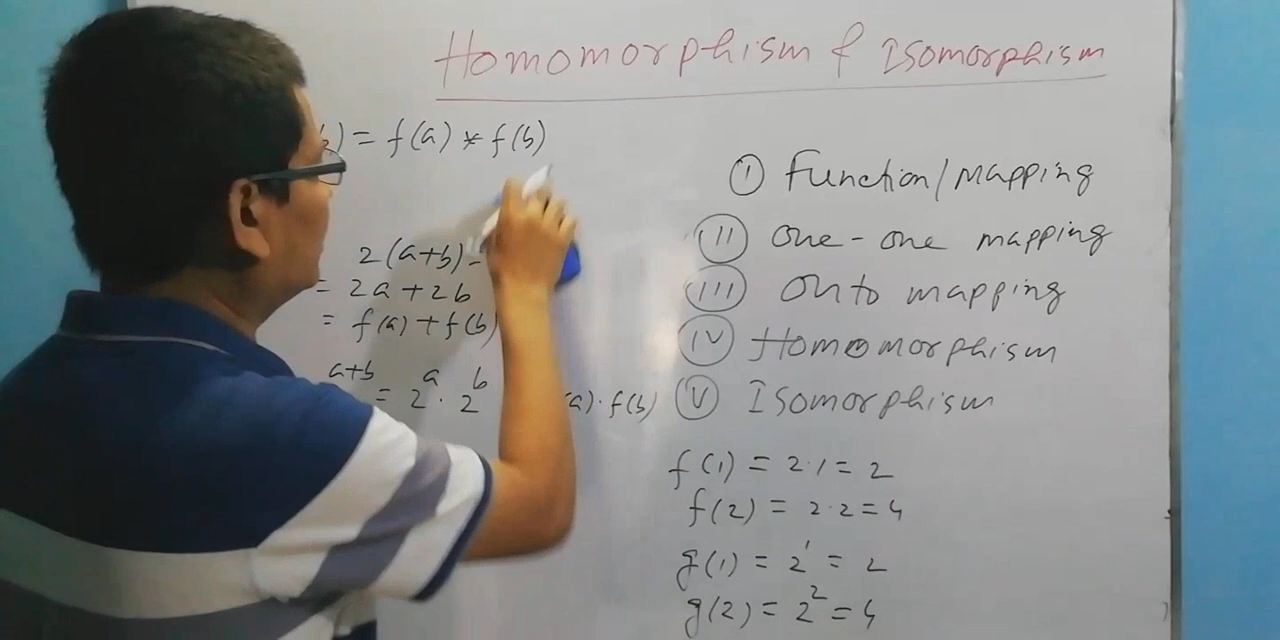 Homomorphism & Isomorphism
b) = f(a) * f(b)
2(a+b) =
= 2a + 2b
= f(a) + f(b)
a+b = 2^a · 2^b (a) · f(b)
(I) Function/Mapping
(II) One-one mapping
(III) Onto mapping
(IV) Homomorphism
(V) Isomorphism
f(1) = 2·1 = 2
f(2) = 2·2 = 4
g(1) = 2^1 = 2
g(2) = 2^2 = 4